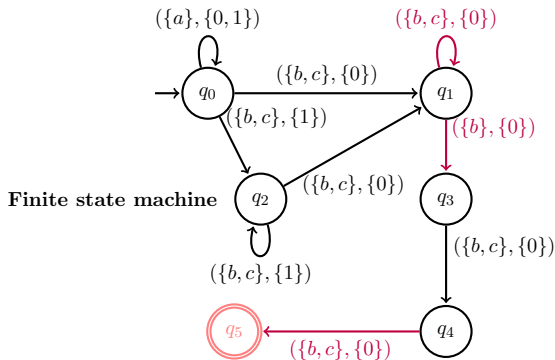 ({a}, {0, 1})
({b, c}, {0})
q0
({b, c}, {0})
q1
({b, c}, {1})
({b}, {0})
Finite state machine
q2
({b, c}, {0})
q3
({b, c}, {1})
({b, c}, {0})
q5
({b, c}, {0})
q4